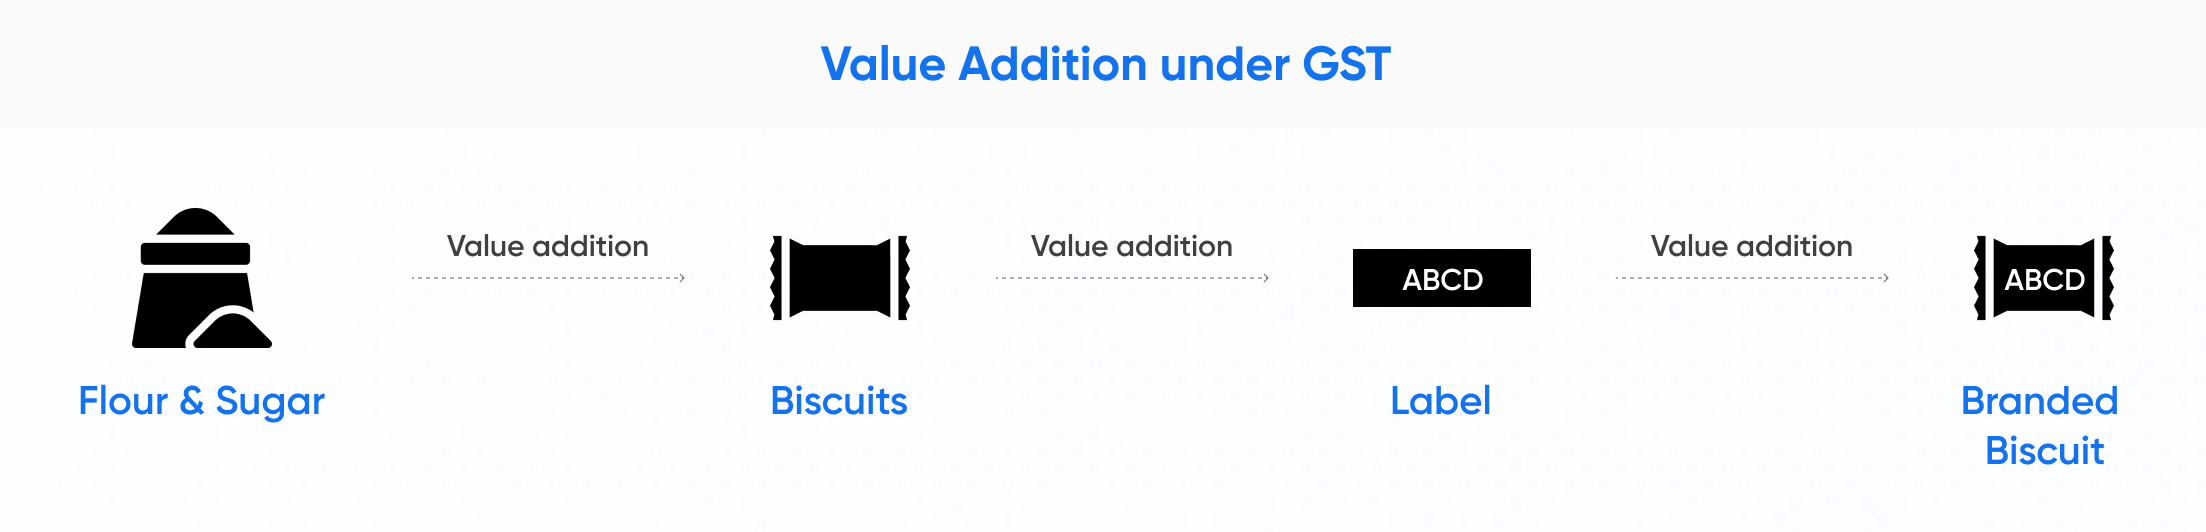 Value Addition under GST
Value addition
Value addition
ABCD
Value addition
ABCD
Flour & Sugar
Biscuits
Label
Branded
Biscuit